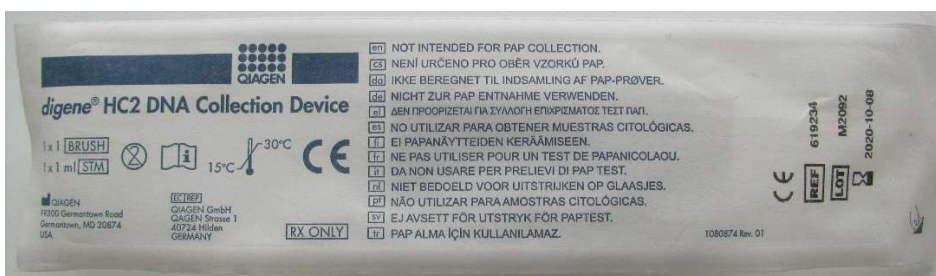 QIAGEN
digene® HC2 DNA Collection Device
1x1 BRUSH
1x1 ml STM
15°C
30°C
CE
QIAGEN
19300 Germantown Road
Germantown, MD 20874
USA
EC REP
QIAGEN GmbH
QIAGEN Strasse 1
40724 Hilden
GERMANY
RX ONLY
en NOT INTENDED FOR PAP COLLECTION.
cs NENÍ URČENO PRO OBĚR VZORKŮ PAP.
da IKKE BEREGNET TIL INDSAMLING AF PAP-PRØVER.
de NICHT ZUR PAP ENTNAHME VERWENDEN.
el ΔΕΝ ΠΡΟΟΡΙΖΕΤΑΙ ΓΙΑ ΣΥΛΛΟΓΗ ΕΠΙΧΡΙΣΜΑΤΟΣ ΤΕΣΤ ΠΑΠ.
es NO UTILIZAR PARA OBTENER MUESTRAS CITOLÓGICAS.
fi EI PAPANÄYTTEIDEN KERÄÄMISEEN.
fr NE PAS UTILISER POUR UN TEST DE PAPANICOLAOU.
it DA NON USARE PER PRELIEVI DI PAP TEST.
nl NIET BEDOELD VOOR UITSTRIJKEN OP GLAASJES.
pt NÃO UTILIZAR PARA AMOSTRAS CITOLÓGICAS.
sv EJ AVSETT FÖR UTSTRYK FÖR PAPTEST.
tr PAP ALMA İÇİN KULLANILAMAZ.
1080874 Rev. 01
CE
REF 619234
LOT M2092
2020-10-08